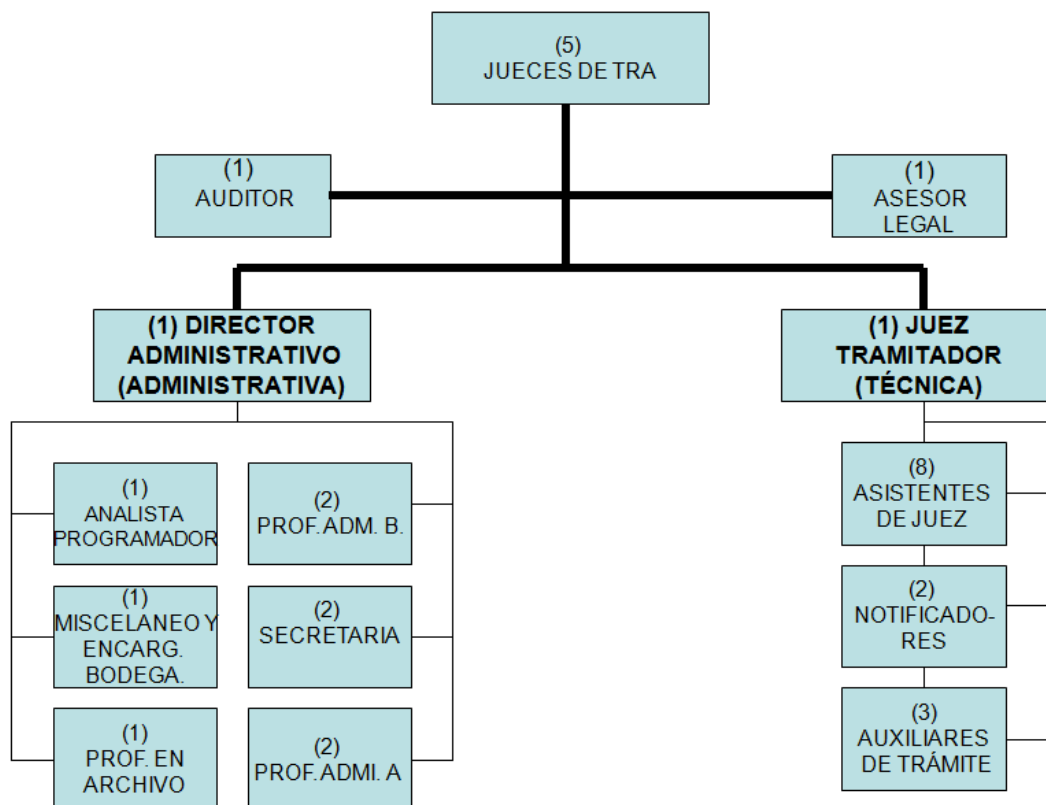 (5)
JUECES DE TRA
(1)
AUDITOR
(1)
ASESOR
LEGAL
(1) DIRECTOR
ADMINISTRATIVO
(ADMINISTRATIVA)
(1) JUEZ
TRAMITADOR
(TÉCNICA)
(1)
ANALISTA
PROGRAMADOR
(2)
PROF. ADM. B.
(8)
ASISTENTES
DE JUEZ
(1)
MISCELANEO Y
ENCARG.
BODEGA.
(2)
SECRETARIA
(2)
NOTIFICADO-
RES
(1)
PROF. EN
ARCHIVO
(2)
PROF. ADMI. A
(3)
AUXILIARES
DE TRÁMITE